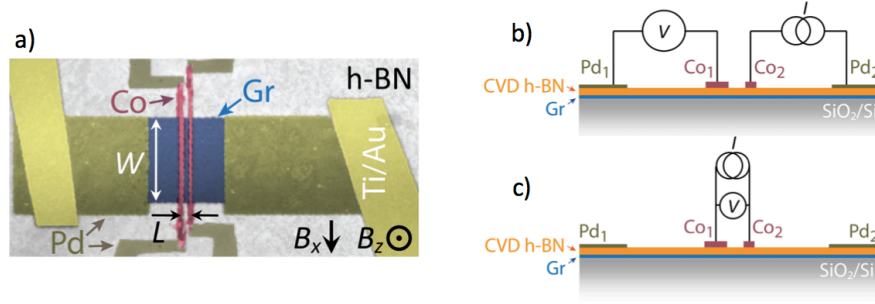 a)
h-BN
Co
Gr
W
Ti/Au
L
Pd
Bx
Bz
b)
V
I
Pd1
Co1
Co2
Pd2
CVD h-BN
Gr
SiO2/Si
c)
I
V
Pd1
Co1
Co2
Pd2
CVD h-BN
Gr
SiO2/Si